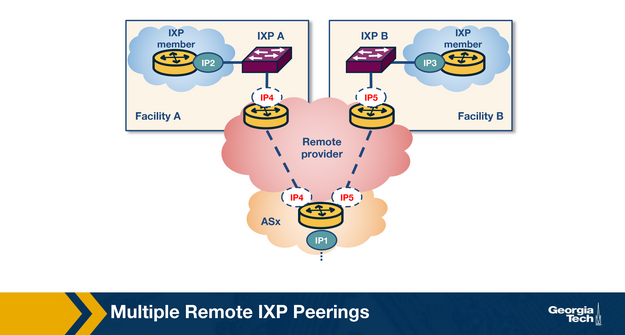 IXP
member
IXP A
IXP B
IXP
member
IP2
IP3
IP4
IP5
Facility A
Facility B
Remote
provider
IP4
IP5
ASx
IP1
Multiple Remote IXP Peerings
Georgia
Tech